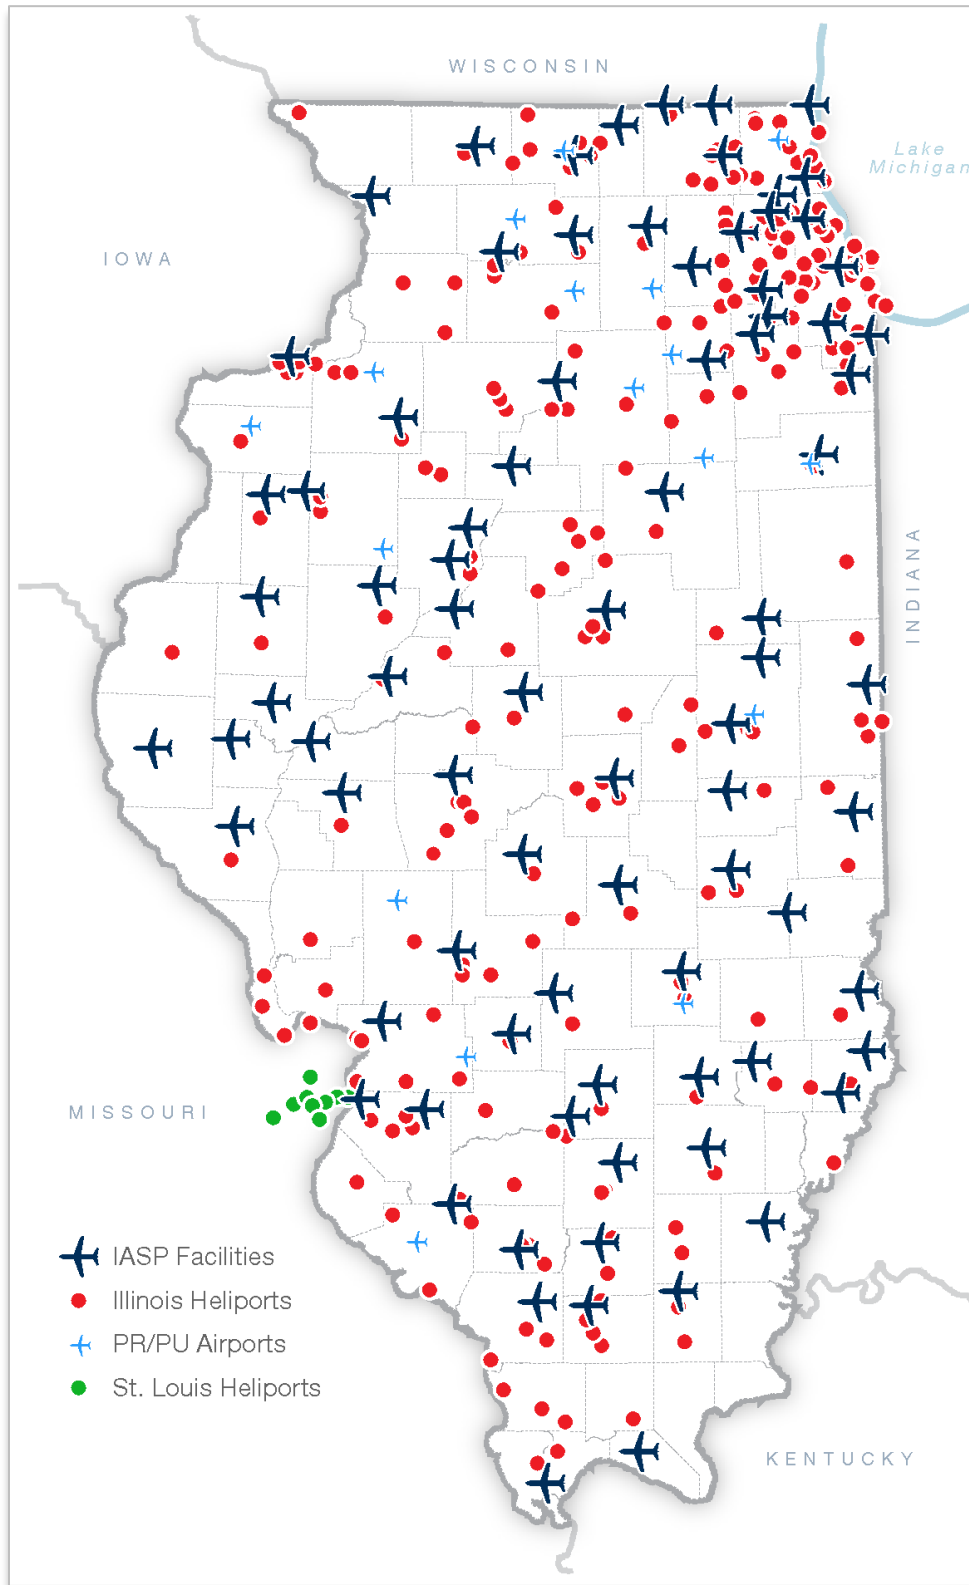 WISCONSIN
Lake
Michigan
IOWA
INDIANA
MISSOURI
IASP Facilities
Illinois Heliports
PR/PU Airports
St. Louis Heliports
KENTUCKY